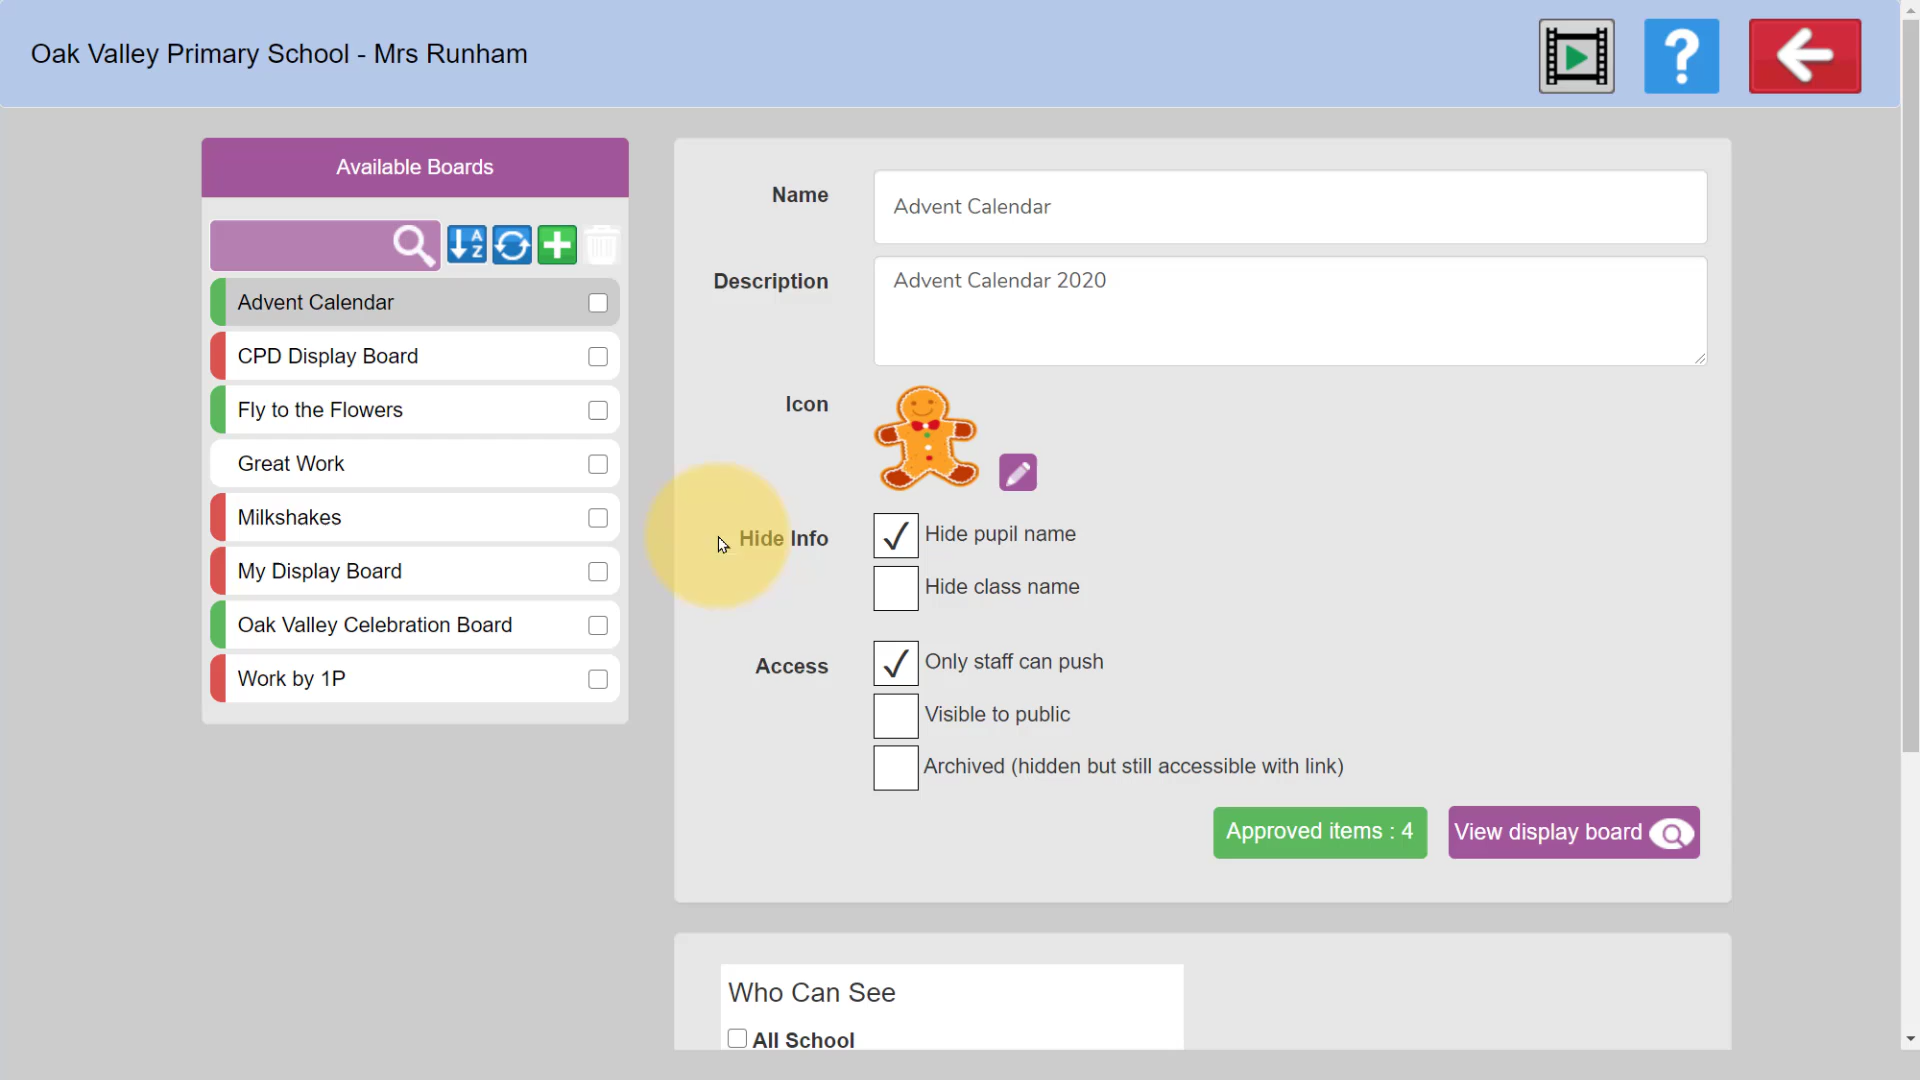 Oak Valley Primary School - Mrs Runham
Available Boards
A
Z
Advent Calendar
CPD Display Board
Fly to the Flowers
Great Work
Milkshakes
My Display Board
Oak Valley Celebration Board
Work by 1P
Name
Advent Calendar
Description
Advent Calendar 2020
Icon
Hide Info
Hide pupil name
Hide class name
Access
Only staff can push
Visible to public
Archived (hidden but still accessible with link)
Approved items : 4
View display board
Who Can See
All School